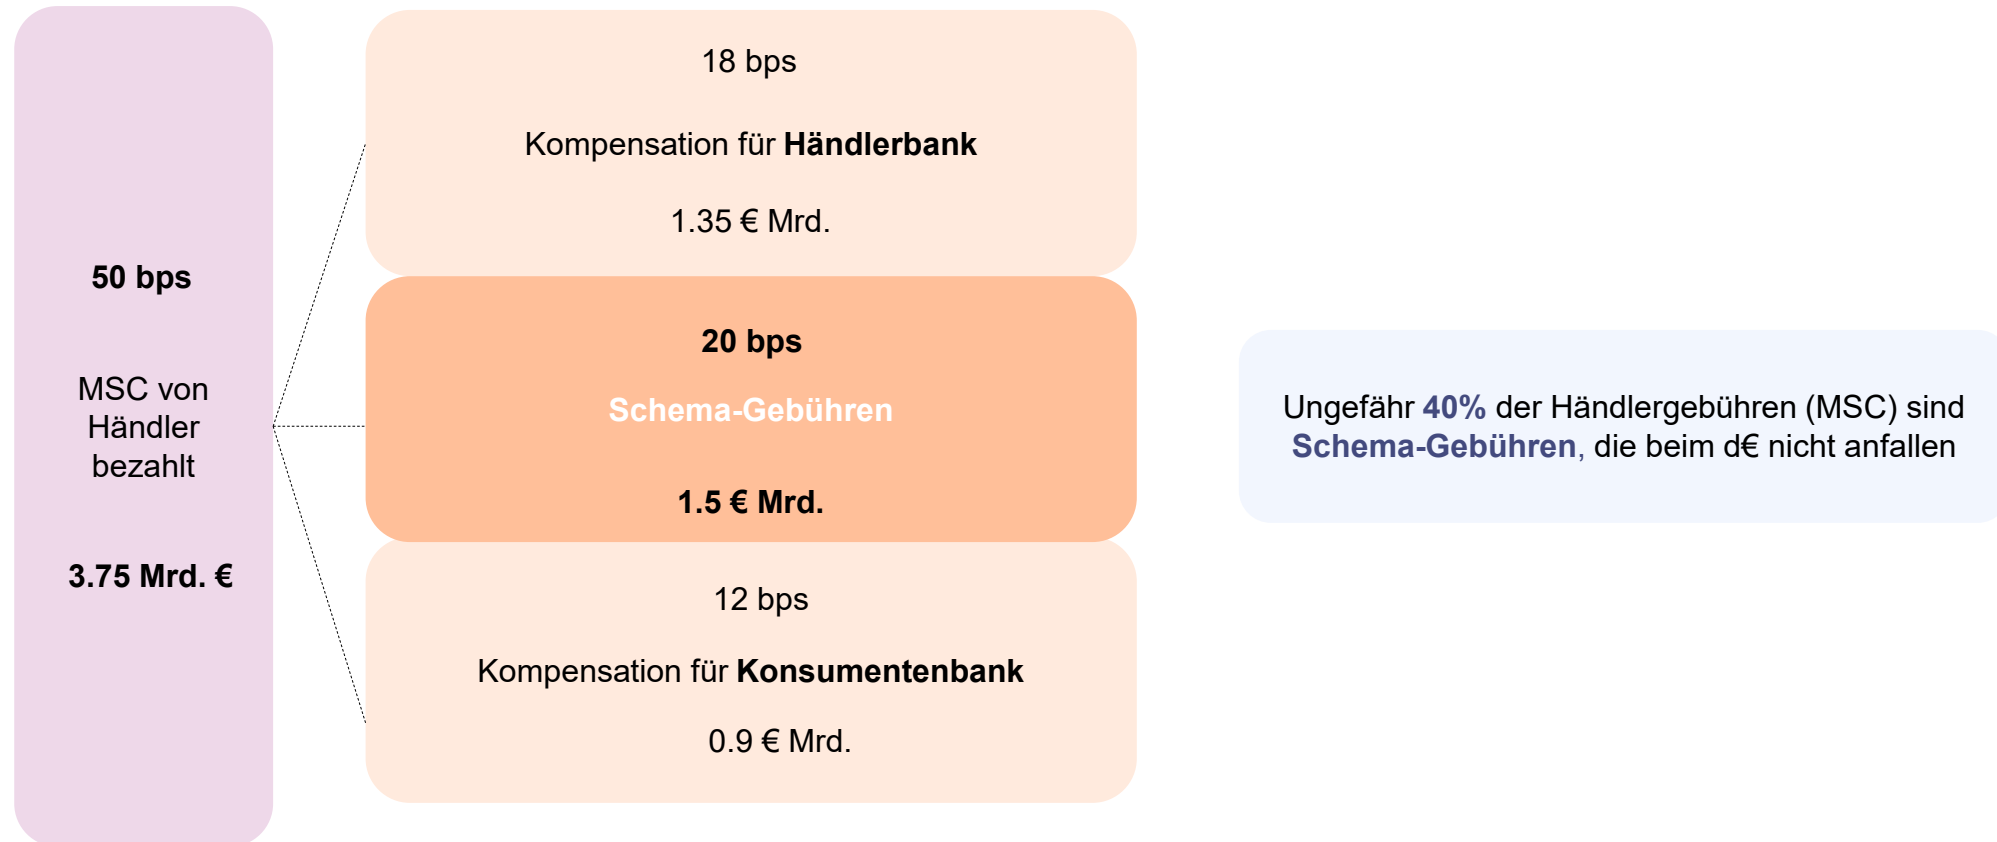 50 bps
MSC von
Händler
bezahlt
3.75 Mrd. €
18 bps
Kompensation für Händlerbank
1.35 € Mrd.
20 bps
Schema-Gebühren
1.5 € Mrd.
12 bps
Kompensation für Konsumentenbank
0.9 € Mrd.
Ungefähr 40% der Händlergebühren (MSC) sind
Schema-Gebühren, die beim d€ nicht anfallen